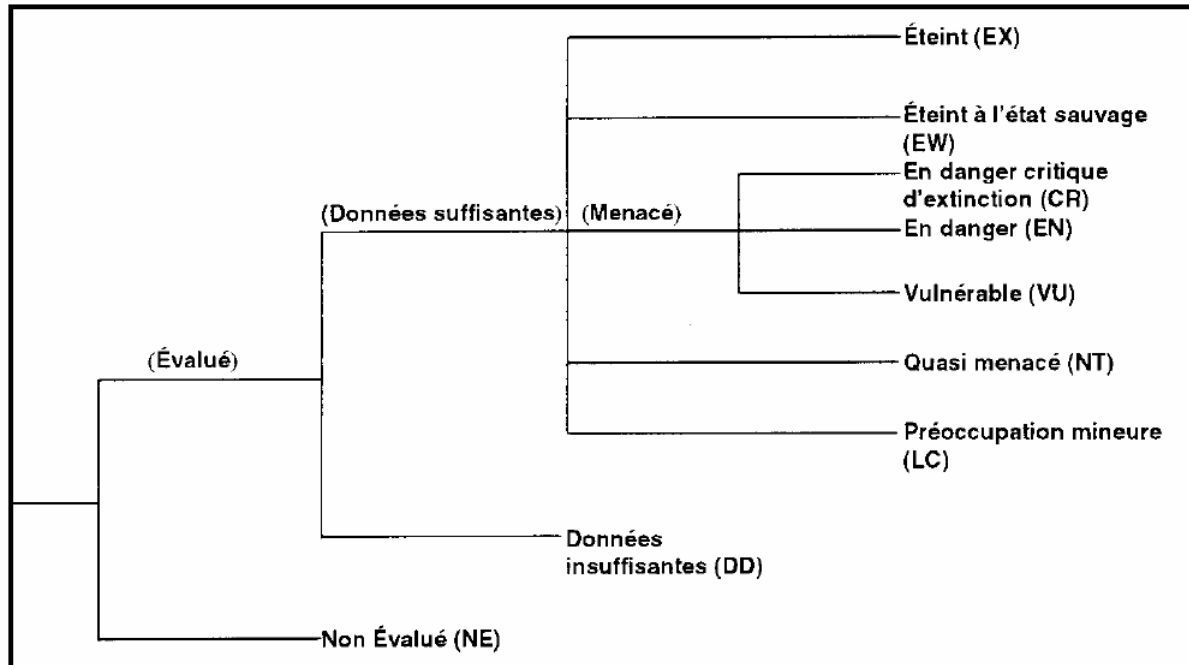 Éteint (EX)
Éteint à l'état sauvage
(EW)
En danger critique
d'extinction (CR)
(Données suffisantes)
(Menacé)
En danger (EN)
Vulnérable (VU)
(Évalué)
Quasi menacé (NT)
Préoccupation mineure
(LC)
Données
insuffisantes (DD)
Non Évalué (NE)